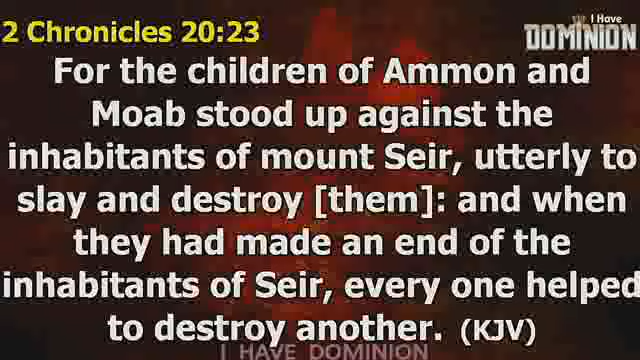 2 Chronicles 20:23
I Have
DOMINION
For the children of Ammon and
Moab stood up against the
inhabitants of mount Seir, utterly to
slay and destroy [them]: and when
they had made an end of the
inhabitants of Seir, every one helped
to destroy another. (KJV)
I HAVE DOMINION